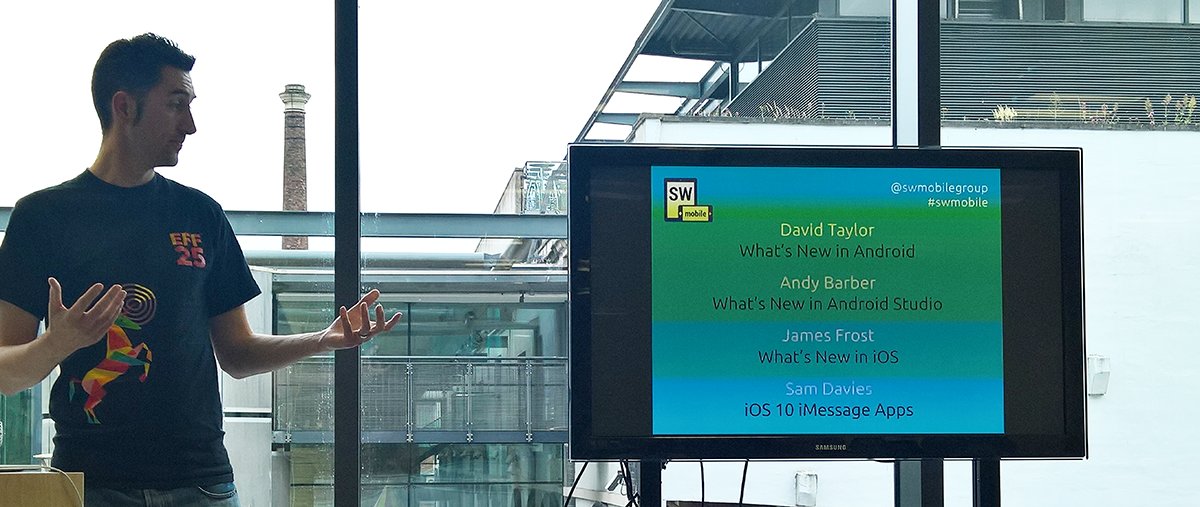 EFF
25
SW
mobile
@swmobilegroup
#swmobile
David Taylor
What's New in Android
Andy Barber
What's New in Android Studio
James Frost
What's New in iOS
Sam Davies
iOS 10 iMessage Apps
SAMSUNG